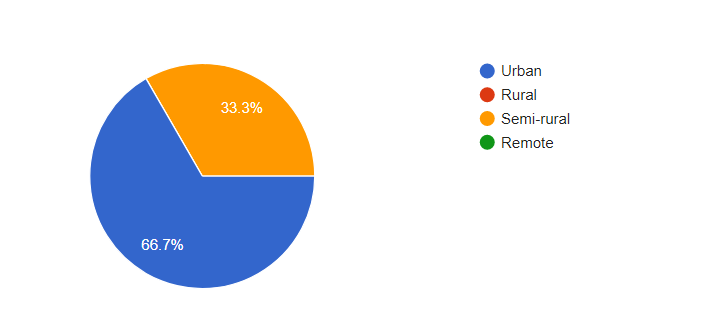 33.3%
66.7%
Urban
Rural
Semi-rural
Remote